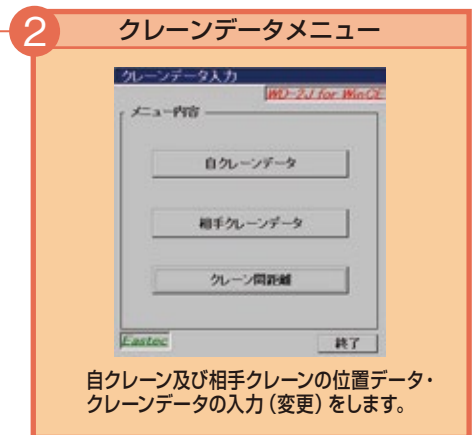 2
クレーンデータメニュー
クレーンデータ入力
WD-2J for WinCE
メニュー内容
自クレーンデータ
相手クレーンデータ
クレーン間距離
Eastec
終了
自クレーン及び相手クレーンの位置データ・
クレーンデータの入力(変更)をします。